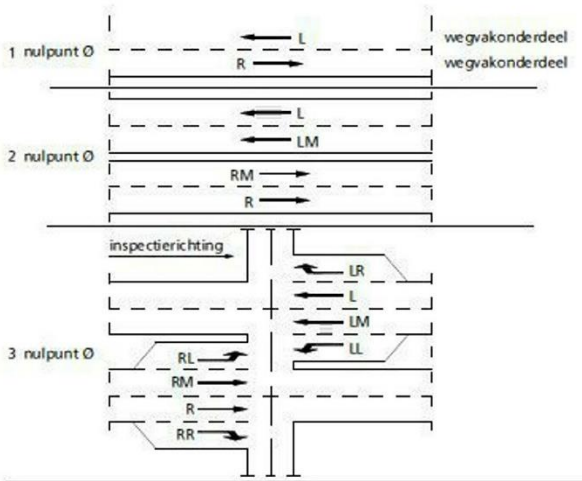 L wegvakonderdeel
1 nulpunt Ø
R wegvakonderdeel
L
LM
2 nulpunt Ø
RM
R
inspectierichting
LR
L
LM
LL
3 nulpunt Ø
RL
RM
R
RR